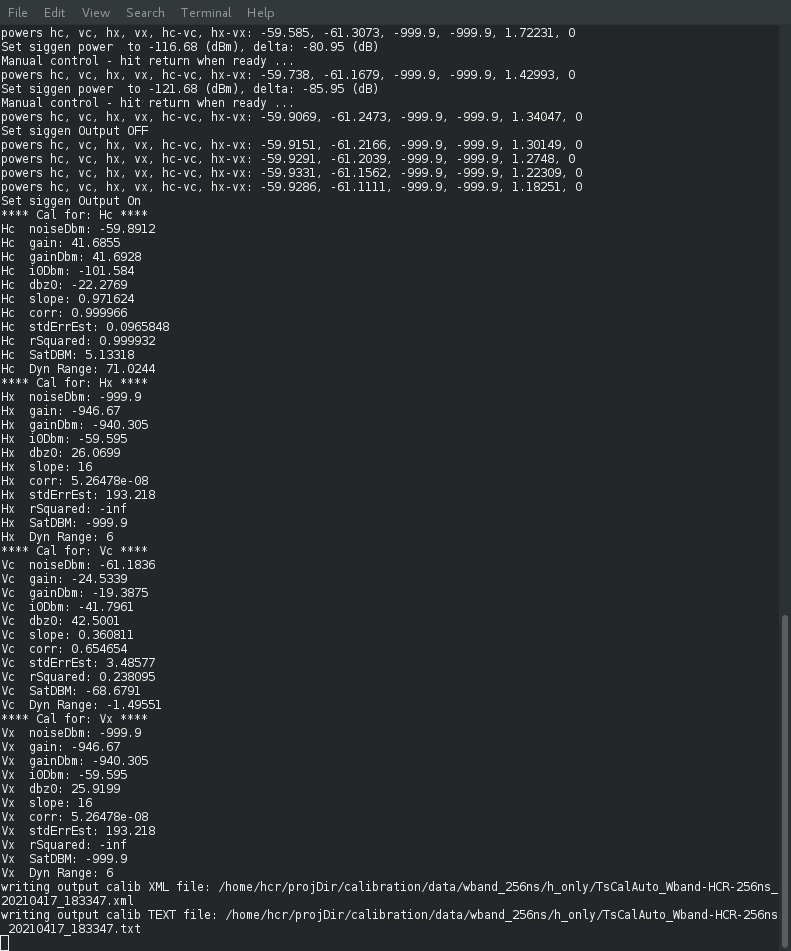 File Edit View Search Terminal Help
powers hc, vc, hx, vx, hc-vc, hx-vx: -59.585, -61.3073, -999.9, -999.9, 1.72231, 0
Set siggen power  to -116.68 (dBm), delta: -80.95 (dB)
Manual control - hit return when ready ...
powers hc, vc, hx, vx, hc-vc, hx-vx: -59.738, -61.1679, -999.9, -999.9, 1.42993, 0
Set siggen power  to -121.68 (dBm), delta: -85.95 (dB)
Manual control - hit return when ready ...
powers hc, vc, hx, vx, hc-vc, hx-vx: -59.9069, -61.2473, -999.9, -999.9, 1.34047, 0
Set siggen Output OFF
powers hc, vc, hx, vx, hc-vc, hx-vx: -59.9151, -61.2166, -999.9, -999.9, 1.30149, 0
powers hc, vc, hx, vx, hc-vc, hx-vx: -59.9291, -61.2039, -999.9, -999.9, 1.2748, 0
powers hc, vc, hx, vx, hc-vc, hx-vx: -59.9331, -61.1562, -999.9, -999.9, 1.22309, 0
powers hc, vc, hx, vx, hc-vc, hx-vx: -59.9286, -61.1111, -999.9, -999.9, 1.18251, 0
Set siggen Output On
**** Cal for: Hc ****
Hc  noiseDbm: -59.8912
Hc  gain: 41.6855
Hc  gainDbm: 41.6928
Hc  i0Dbm: -101.584
Hc  dbz0: -22.2769
Hc  slope: 0.971624
Hc  corr: 0.999966
Hc  stdErrEst: 0.0965848
Hc  rSquared: 0.999932
Hc  SatDBM: 5.13318
Hc  Dyn Range: 71.0244
**** Cal for: Hx ****
Hx  noiseDbm: -999.9
Hx  gain: -946.67
Hx  gainDbm: -940.305
Hx  i0Dbm: -59.595
Hx  dbz0: 26.0699
Hx  slope: 16
Hx  corr: 5.26478e-08
Hx  stdErrEst: 193.218
Hx  rSquared: -inf
Hx  SatDBM: -999.9
Hx  Dyn Range: 6
**** Cal for: Vc ****
Vc  noiseDbm: -61.1836
Vc  gain: -24.5339
Vc  gainDbm: -19.3875
Vc  i0Dbm: -41.7961
Vc  dbz0: 42.5001
Vc  slope: 0.360811
Vc  corr: 0.654654
Vc  stdErrEst: 3.48577
Vc  rSquared: 0.238095
Vc  SatDBM: -68.6791
Vc  Dyn Range: -1.49551
**** Cal for: Vx ****
Vx  noiseDbm: -999.9
Vx  gain: -946.67
Vx  gainDbm: -940.305
Vx  i0Dbm: -59.595
Vx  dbz0: 25.9199
Vx  slope: 16
Vx  corr: 5.26478e-08
Vx  stdErrEst: 193.218
Vx  rSquared: -inf
Vx  SatDBM: -999.9
Vx  Dyn Range: 6
writing output calib XML file: /home/hcr/projDir/calibration/data/wband_256ns/h_only/TsCalAuto_Wband-HCR-256ns_
20210417_183347.xml
writing output calib TEXT file: /home/hcr/projDir/calibration/data/wband_256ns/h_only/TsCalAuto_Wband-HCR-256ns
_20210417_183347.txt